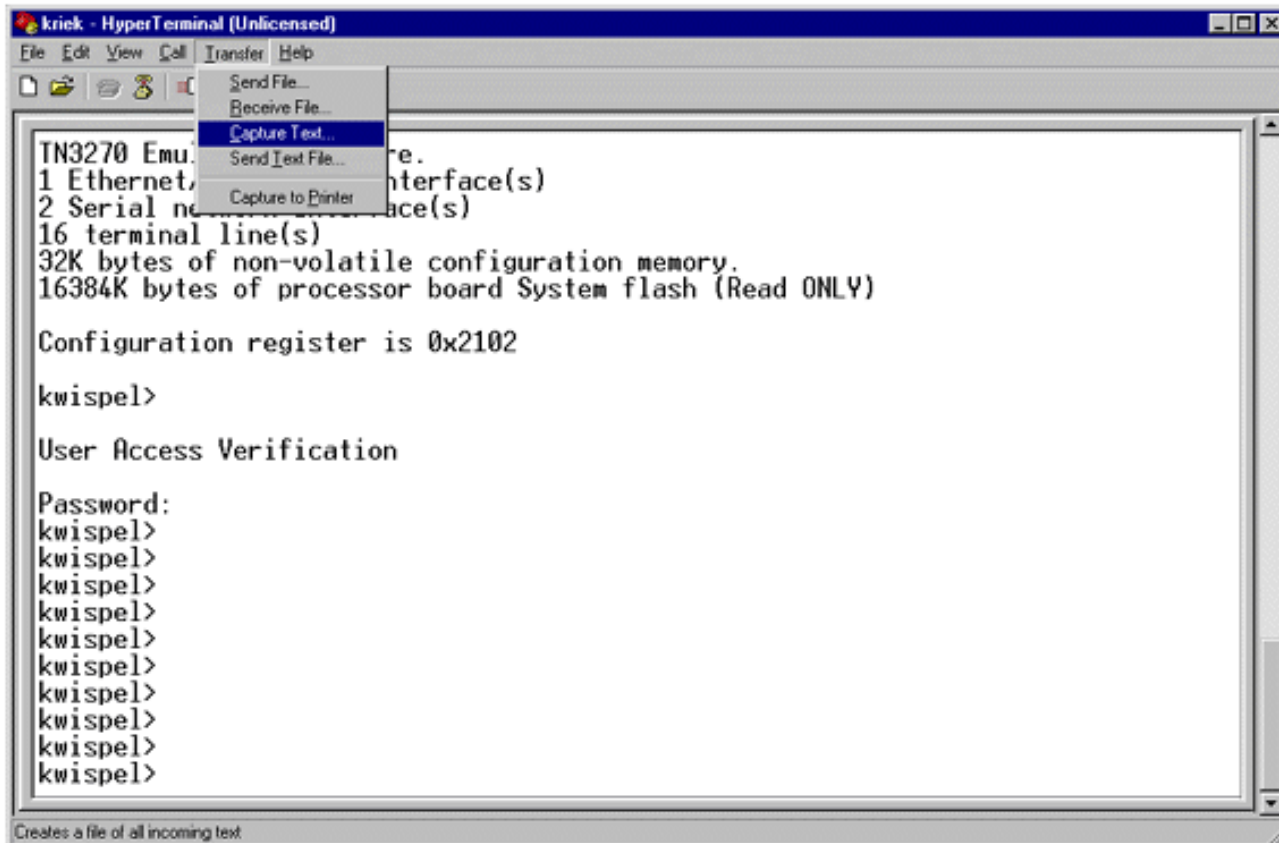 kriek - HyperTerminal (Unlicensed)
File Edit View Call Transfer Help
Send File...
Receive File...
Capture Text...
Send Text File...
Capture to Printer
TN3270 Emul re.
1 Ethernet/ nterface(s)
2 Serial ne ace(s)
16 terminal line(s)
32K bytes of non-volatile configuration memory.
16384K bytes of processor board System flash (Read ONLY)
Configuration register is 0x2102
kwispel>
User Access Verification
Password:
kwispel>
kwispel>
kwispel>
kwispel>
kwispel>
kwispel>
kwispel>
kwispel>
kwispel>
kwispel>
Creates a file of all incoming text